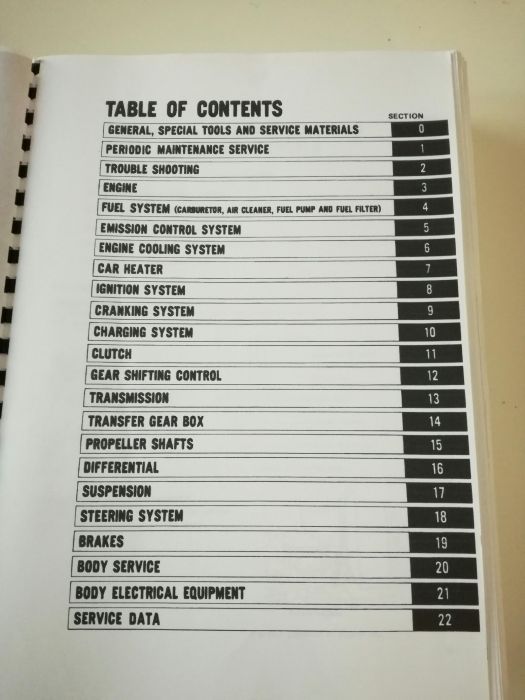 TABLE OF CONTENTS
SECTION
GENERAL, SPECIAL TOOLS AND SERVICE MATERIALS 0
PERIODIC MAINTENANCE SERVICE 1
TROUBLE SHOOTING 2
ENGINE 3
FUEL SYSTEM (CARBURETOR, AIR CLEANER, FUEL PUMP AND FUEL FILTER) 4
EMISSION CONTROL SYSTEM 5
ENGINE COOLING SYSTEM 6
CAR HEATER 7
IGNITION SYSTEM 8
CRANKING SYSTEM 9
CHARGING SYSTEM 10
CLUTCH 11
GEAR SHIFTING CONTROL 12
TRANSMISSION 13
TRANSFER GEAR BOX 14
PROPELLER SHAFTS 15
DIFFERENTIAL 16
SUSPENSION 17
STEERING SYSTEM 18
BRAKES 19
BODY SERVICE 20
BODY ELECTRICAL EQUIPMENT 21
SERVICE DATA 22